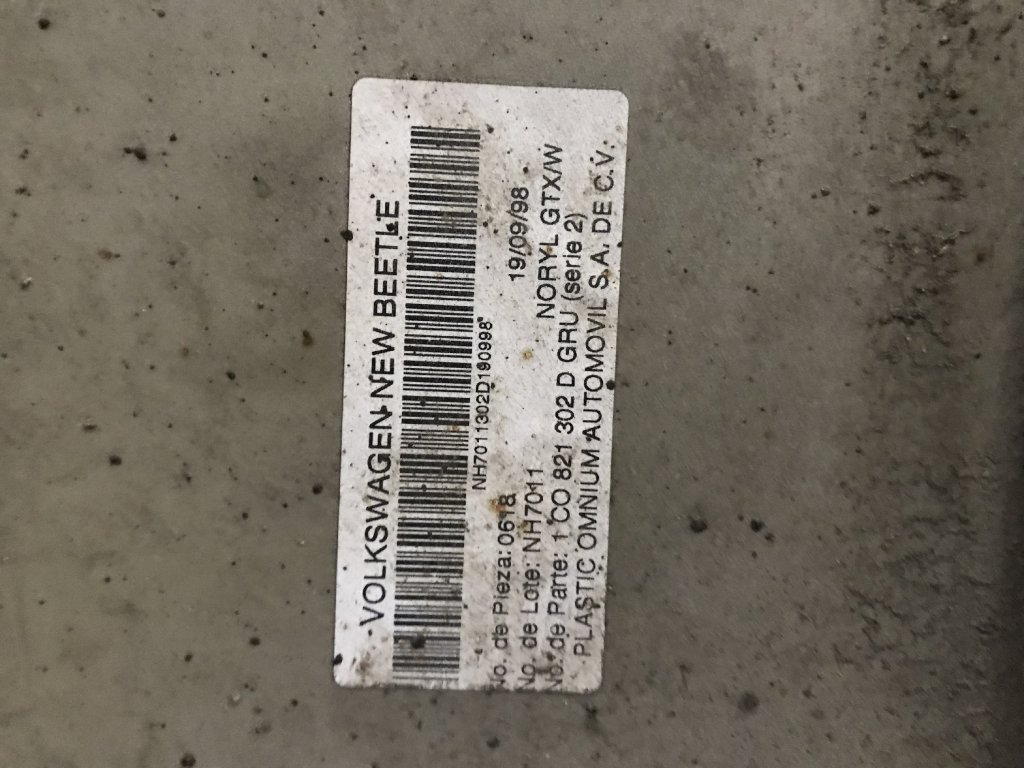 VOLKSWAGEN NEW BEETLE
NH70111302D190998*
No. de Pieza: 0618 19/09/98
No. de Lote: NH7011 NORYL GTX/W
No. de Parte: 1 CO 821 302 D GRU (serie 2)
PLASTIC OMNIUM AUTOMOVIL S.A. DE C.V.